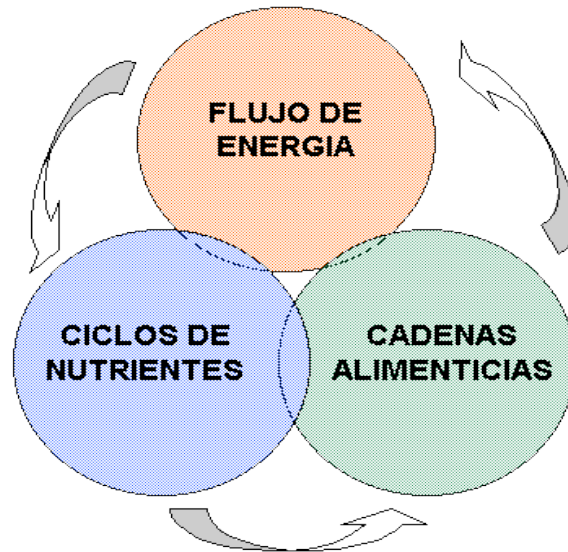 FLUJO DE
ENERGIA
CICLOS DE
NUTRIENTES
CADENAS
ALIMENTICIAS